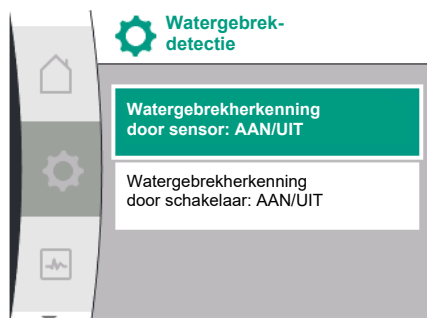 Watergebrek-
detectie
Watergebrekherkenning
door sensor: AAN/UIT
Watergebrekherkenning
door schakelaar: AAN/UIT